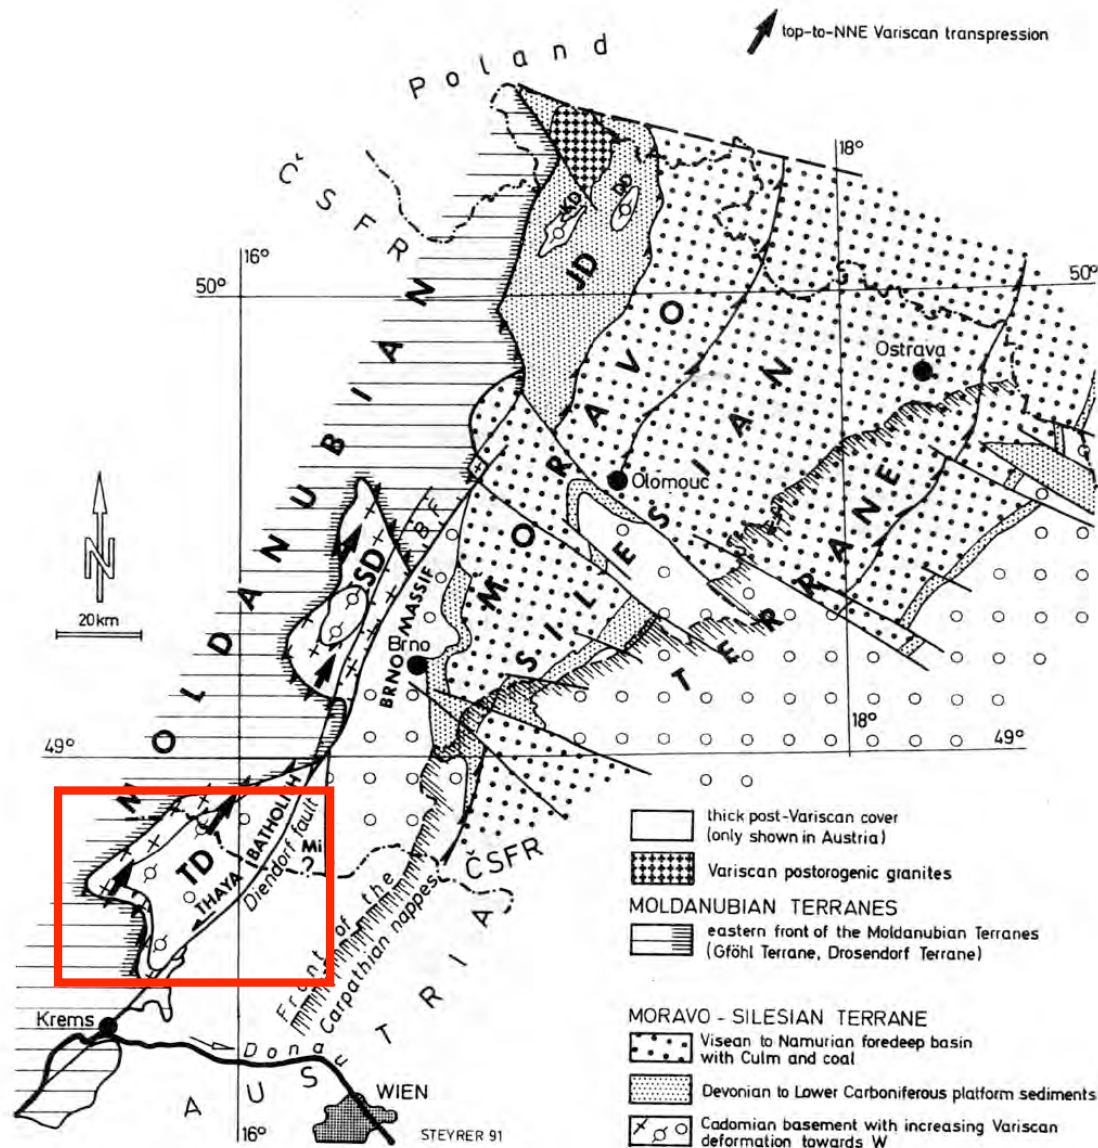 top-to-NNE Variscan transpression
Poland
ČSFR
18°
16°
50°
50°
KD
DD
JD
MOLDANUBIAN
MORAVO
SILESIAN
TERRANE
Ostrava
Olomouc
B F
SD
BRNO MASSIF
Brno
N
20km
49°
18°
49°
TD
THAYA BATHOLITH
Diendorf fault
Mi
?
ČSFR
Front of the
Carpathian nappes
Krems
Donau
AUSTRIA
WIEN
16°
STEYRER 91
thick post-Variscan cover
(only shown in Austria)
Variscan postorogenic granites
MOLDANUBIAN TERRANES
eastern front of the Moldanubian Terranes
(Gföhl Terrane, Drosendorf Terrane)
MORAVO - SILESIAN TERRANE
Visean to Namurian foredeep basin
with Culm and coal
Devonian to Lower Carboniferous platform sediments
Cadomian basement with increasing Variscan
deformation towards W